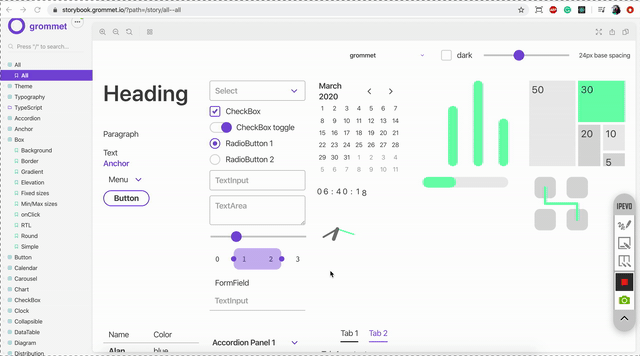 storybook.grommet.io/?path=/story/all--all
grommet
Press "/" to search...
All
All
Theme
Typography
TypeScript
Accordion
Anchor
Box
Background
Border
Gradient
Elevation
Fixed sizes
Min/Max sizes
onClick
RTL
Round
Simple
Button
Calendar
Carousel
Chart
CheckBox
Clock
Collapsible
DataTable
Diagram
Distribution
grommet
dark
24px base spacing
Heading
Paragraph
Text
Anchor
Menu
Button
Name Color
Alan blue
Select
CheckBox
CheckBox toggle
RadioButton 1
RadioButton 2
TextInput
TextArea
0 1 2 3
FormField
TextInput
Accordion Panel 1
March
2020
1 2 3 4 5 6 7
8 9 10 11 12 13 14
15 16 17 18 19 20 21
22 23 24 25 26 27 28
29 30 31 1 2 3 4
5 6 7 8 9 10 11
06:40:18
Tab 1 Tab 2
50
30
20
10
5
IPEVO